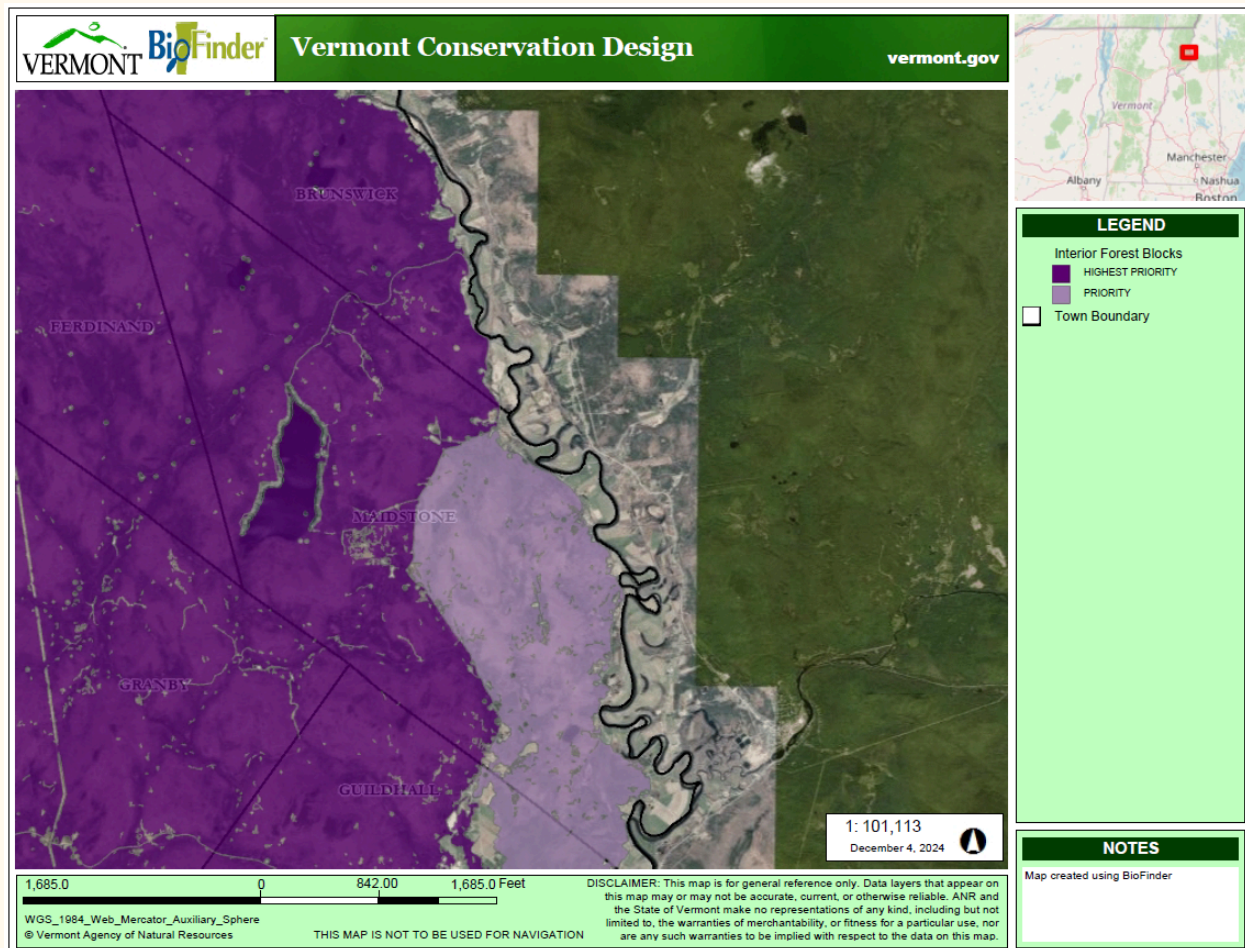 VERMONT
BioFinder
Vermont Conservation Design
vermont.gov
Vermont
Manchester
Nashua
Albany
Boston
BRUNSWICK
FERDINAND
MAIDSTONE
GRANBY
GUILDHALL
LEGEND
Interior Forest Blocks
HIGHEST PRIORITY
PRIORITY
Town Boundary
1: 101,113
December 4, 2024
NOTES
Map created using BioFinder
1,685.0 0 842.00 1,685.0 Feet
WGS_1984_Web_Mercator_Auxiliary_Sphere
© Vermont Agency of Natural Resources
THIS MAP IS NOT TO BE USED FOR NAVIGATION
DISCLAIMER: This map is for general reference only. Data layers that appear on
this map may or may not be accurate, current, or otherwise reliable. ANR and
the State of Vermont make no representations of any kind, including but not
limited to, the warranties of merchantability, or fitness for a particular use, nor
are any such warranties to be implied with respect to the data on this map.